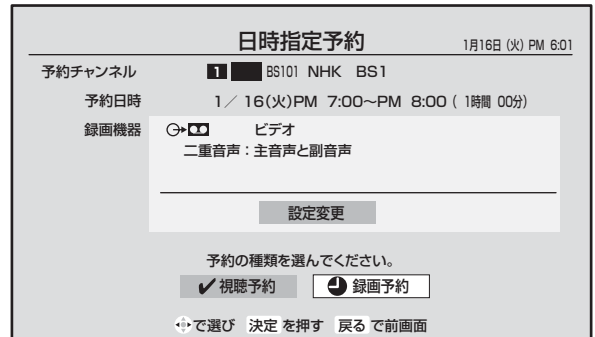 日時指定予約 1月16日 (火) PM 6:01
予約チャンネル 1 BS101 NHK BS1
予約日時 1／16(火)PM 7:00～PM 8:00 ( 1時間 00分)
録画機器 ビデオ
二重音声：主音声と副音声
設定変更
予約の種類を選んでください。
✔視聴予約 録画予約
で選び 決定 を押す 戻る で前画面